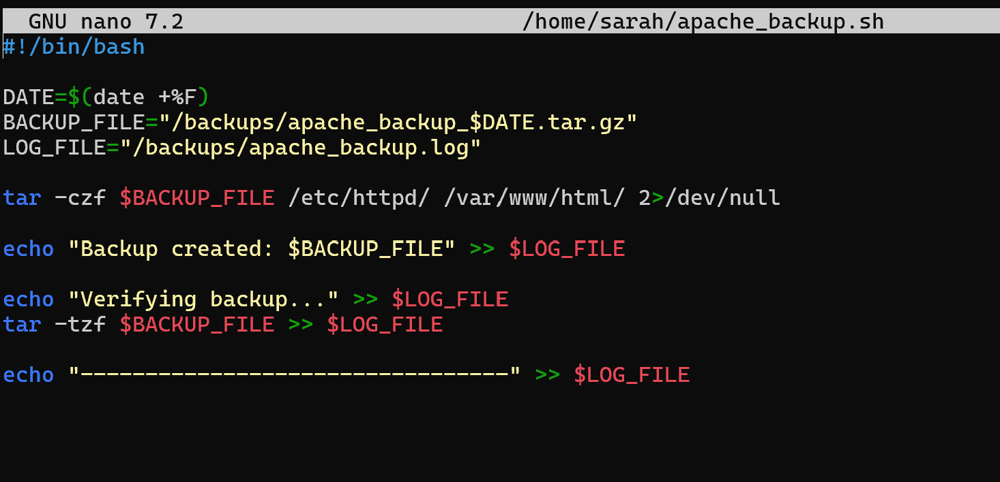 GNU nano 7.2 /home/sarah/apache_backup.sh
#!/bin/bash
DATE=$(date +%F)
BACKUP_FILE="/backups/apache_backup_$DATE.tar.gz"
LOG_FILE="/backups/apache_backup.log"
tar -czf $BACKUP_FILE /etc/httpd/ /var/www/html/ 2>/dev/null
echo "Backup created: $BACKUP_FILE" >> $LOG_FILE
echo "Verifying backup..." >> $LOG_FILE
tar -tzf $BACKUP_FILE >> $LOG_FILE
echo "---------------------------------" >> $LOG_FILE